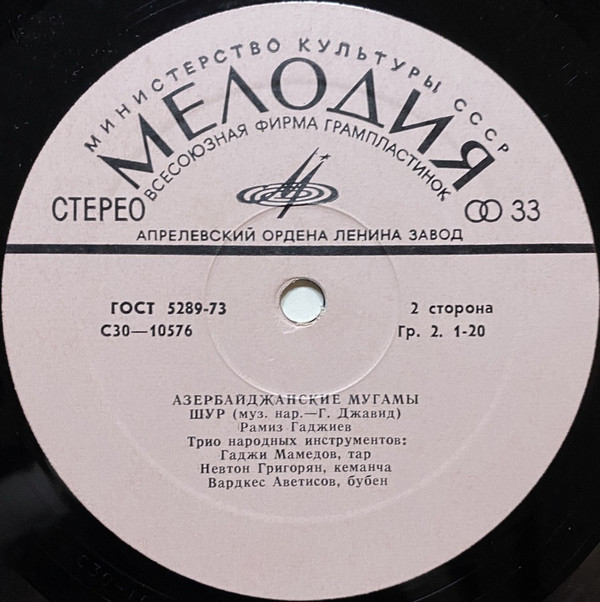 МИНИСТЕРСТВО КУЛЬТУРЫ СССР
МЕЛОДИЯ
ВСЕСОЮЗНАЯ ФИРМА ГРАМПЛАСТИНОК
СТЕРЕО
33
АПРЕЛЕВСКИЙ ОРДЕНА ЛЕНИНА ЗАВОД
ГОСТ 5289-73
2 сторона
С30—10576
Гр. 2. 1-20
АЗЕРБАЙДЖАНСКИЕ МУГАМЫ
ШУР (муз. нар.—Г. Джавид)
Рамиз Гаджиев
Трио народных инструментов:
Гаджи Мамедов, тар
Невтон Григорян, кеманча
Вардкес Аветисов, бубен